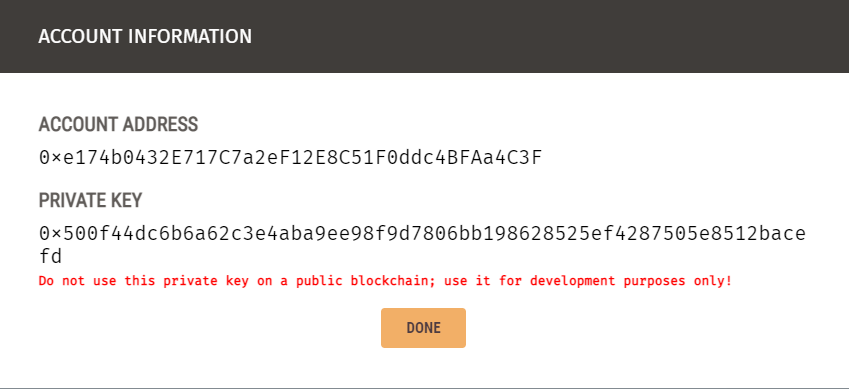 ACCOUNT INFORMATION
ACCOUNT ADDRESS
0×e174b0432E717C7a2eF12E8C51F0ddc4BFAa4C3F
PRIVATE KEY
0×500f44dc6b6a62c3e4aba9ee98f9d7806bb198628525ef4287505e8512bace
fd
Do not use this private key on a public blockchain; use it for development purposes only!
DONE